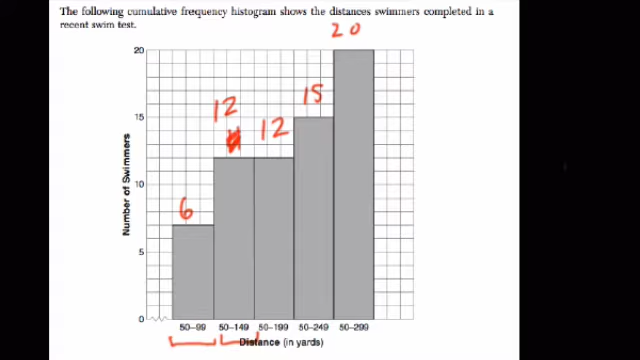 The following cumulative frequency histogram shows the distances swimmers completed in a
recent swim test.
20
20
15
12
15
12
10
6
5
0
Number of Swimmers
50–99 50–149 50–199 50–249 50–299
Distance (in yards)